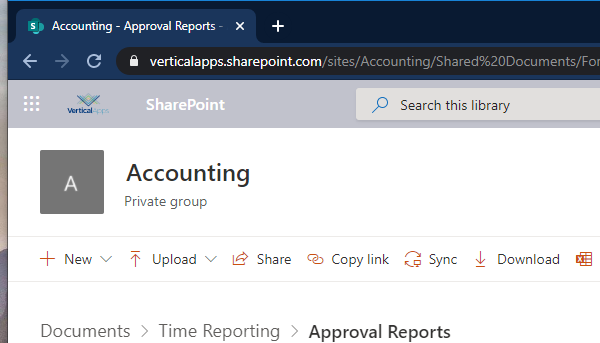 Accounting - Approval Reports -
verticalapps.sharepoint.com/sites/Accounting/Shared%20Documents/For
VerticalApps SharePoint Search this library
A Accounting
Private group
New Upload Share Copy link Sync Download
Documents > Time Reporting > Approval Reports